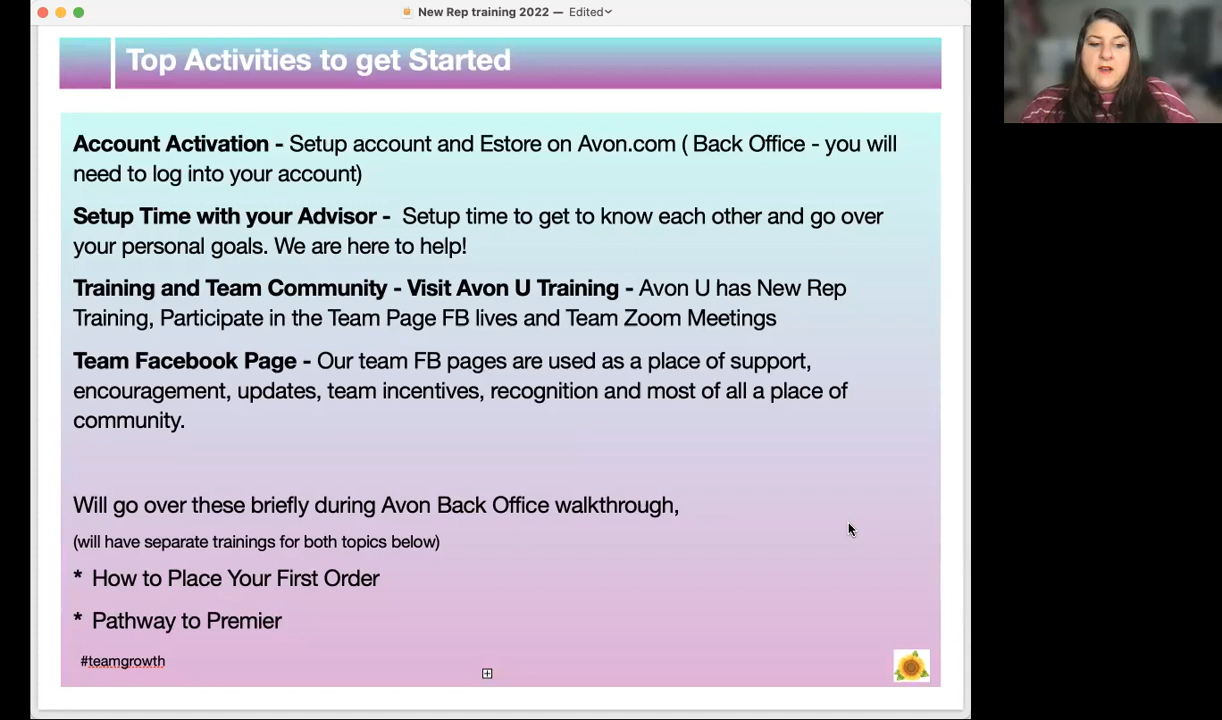 New Rep training 2022 — Edited
Top Activities to get Started
Account Activation - Setup account and Estore on Avon.com ( Back Office - you will
need to log into your account)
Setup Time with your Advisor - Setup time to get to know each other and go over
your personal goals. We are here to help!
Training and Team Community - Visit Avon U Training - Avon U has New Rep
Training, Participate in the Team Page FB lives and Team Zoom Meetings
Team Facebook Page - Our team FB pages are used as a place of support,
encouragement, updates, team incentives, recognition and most of all a place of
community.
Will go over these briefly during Avon Back Office walkthrough,
(will have separate trainings for both topics below)
* How to Place Your First Order
* Pathway to Premier
#teamgrowth